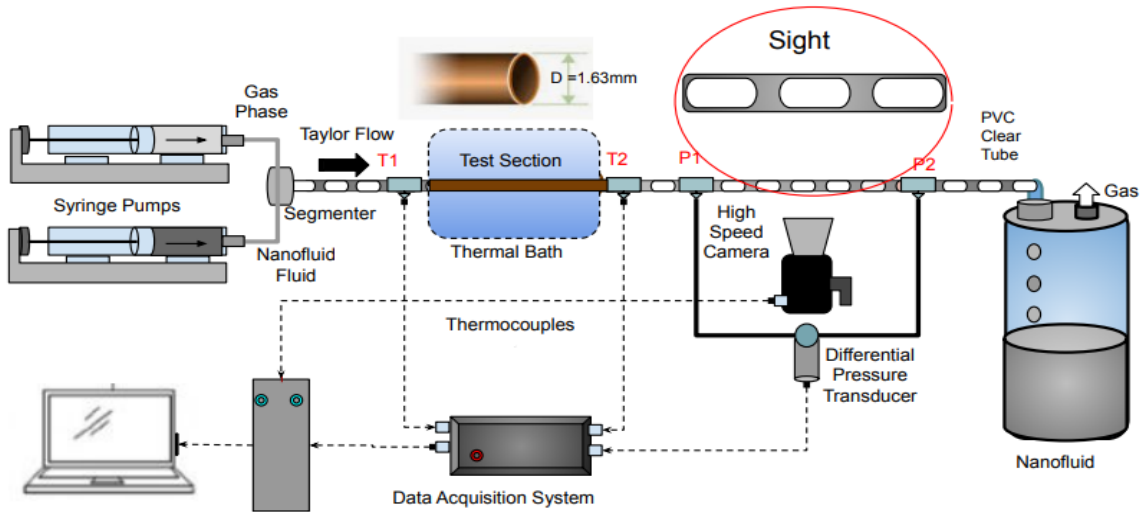 Sight
D =1.63mm
Gas
Phase
PVC
Clear
Tube
Taylor Flow
T1
Test Section
T2
P1
P2
Gas
Syringe Pumps
Segmenter
High
Speed
Camera
Nanofluid
Fluid
Thermal Bath
Thermocouples
Differential
Pressure
Transducer
Nanofluid
Data Acquisition System